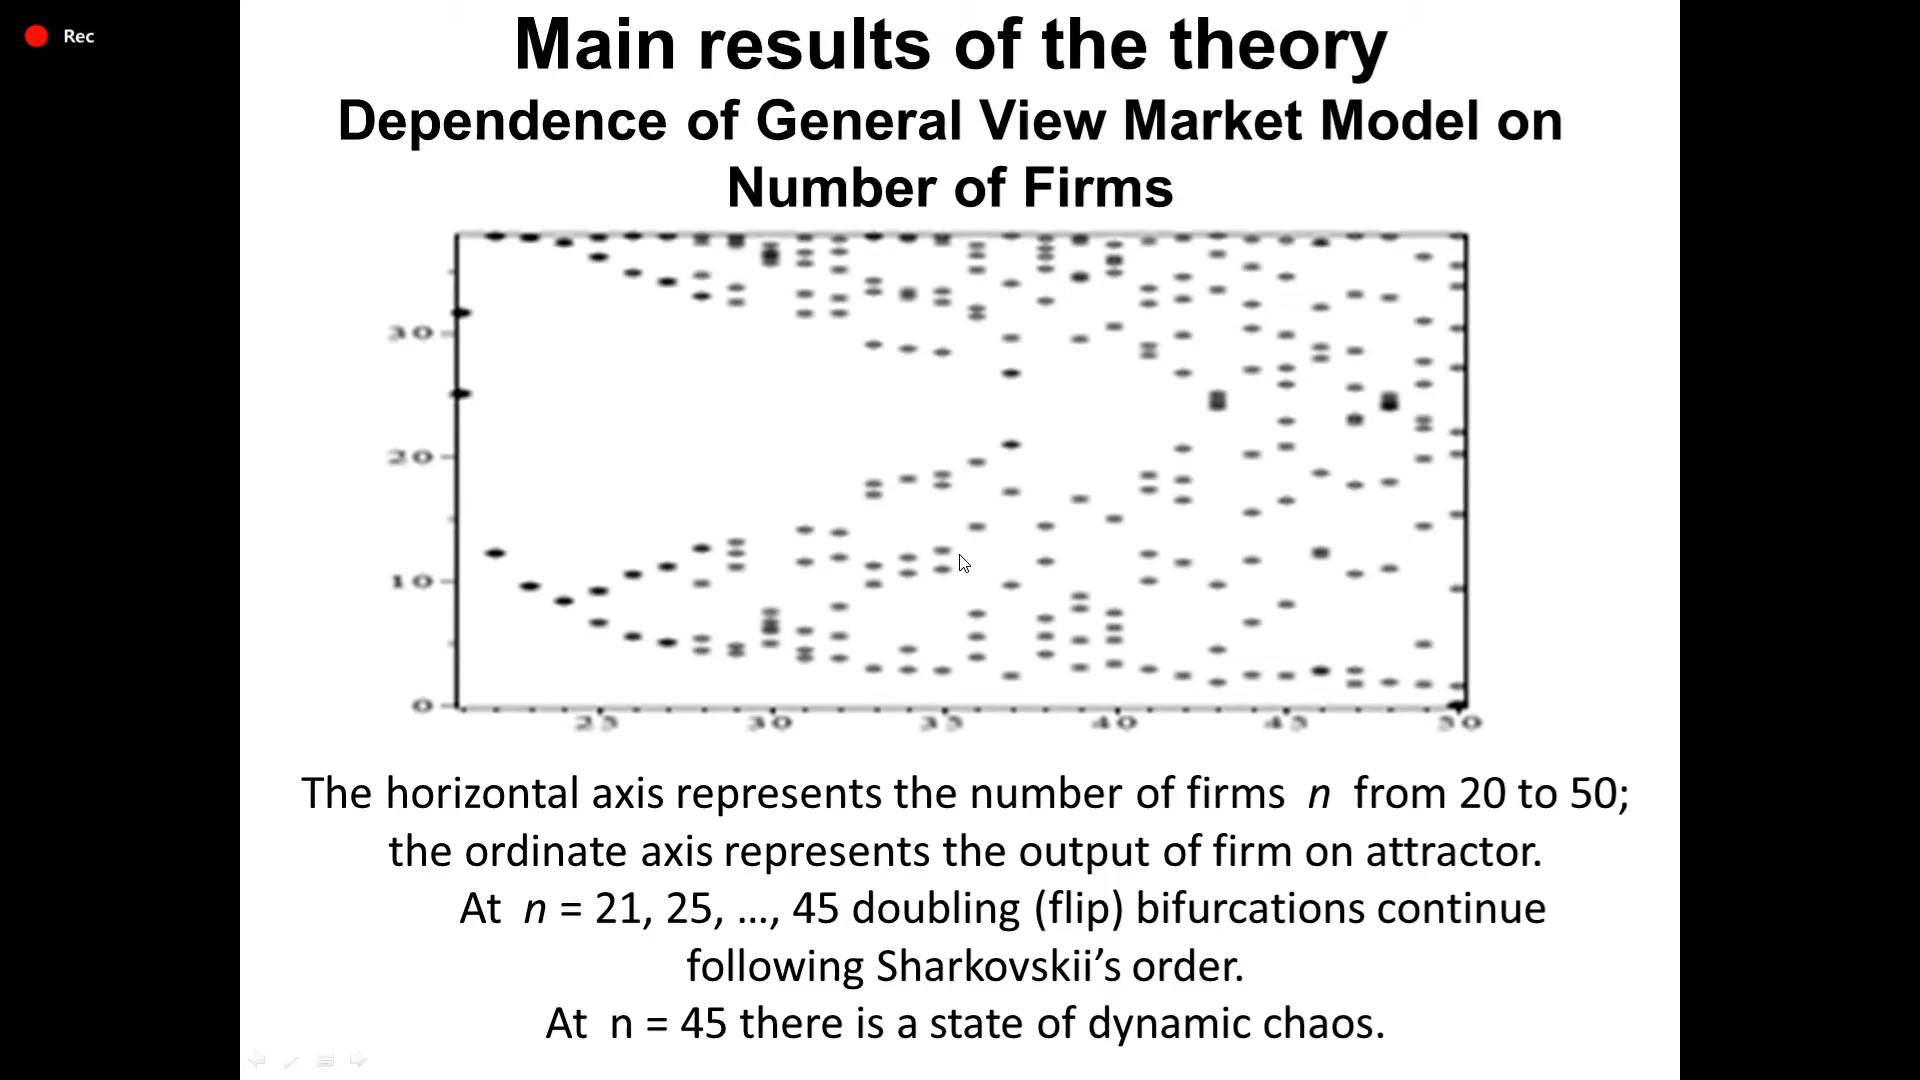 Rec
Main results of the theory
Dependence of General View Market Model on
Number of Firms
30
20
10
0
25 30 35 40 45 50
The horizontal axis represents the number of firms n from 20 to 50;
the ordinate axis represents the output of firm on attractor.
At n = 21, 25, ..., 45 doubling (flip) bifurcations continue
following Sharkovskii’s order.
At n = 45 there is a state of dynamic chaos.